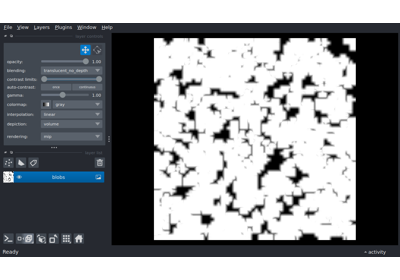 File View Layers Plugins Window Help
opacity: 1.00
blending: translucent_no_depth
contrast limits:
auto-contrast: once continuous
gamma: 1.00
colormap: gray
interpolation: linear
depiction: volume
rendering: mip
blobs
Ready activity